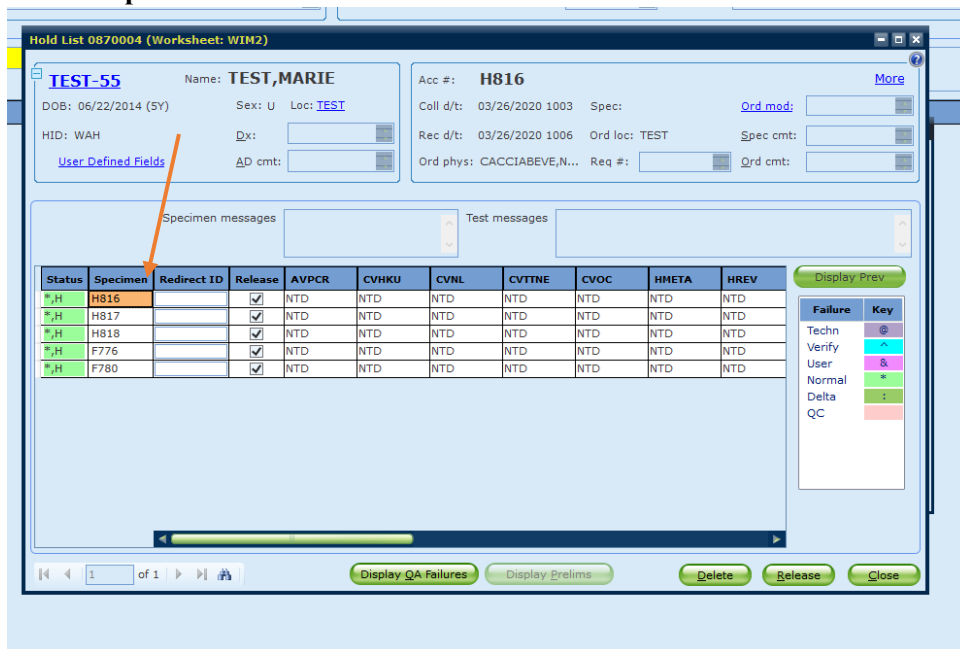 Hold List 0870004 (Worksheet: WIM2)
TEST-55 Name: TEST,MARIE
DOB: 06/22/2014 (5Y) Sex: U Loc: TEST
HID: WAH Dx:
User Defined Fields AD cmt:
Acc #: H816 More
Coll d/t: 03/26/2020 1003 Spec: Ord mod:
Rec d/t: 03/26/2020 1006 Ord loc: TEST Spec cmt:
Ord phys: CACCIABEVE,N... Req #: Ord cmt:
Specimen messages Test messages
Status Specimen Redirect ID Release AVPCR CVHKU CVNL CVTTNE CVOC HMETA HREV
*,H H816 NTD NTD NTD NTD NTD NTD NTD
*,H H817 NTD NTD NTD NTD NTD NTD NTD
*,H H818 NTD NTD NTD NTD NTD NTD NTD
*,H F776 NTD NTD NTD NTD NTD NTD NTD
*,H F780 NTD NTD NTD NTD NTD NTD NTD
Display Prev
Failure Key
Techn @
Verify ^
User &
Normal *
Delta :
QC
1 of 1 Display QA Failures Display Prelims Delete Release Close